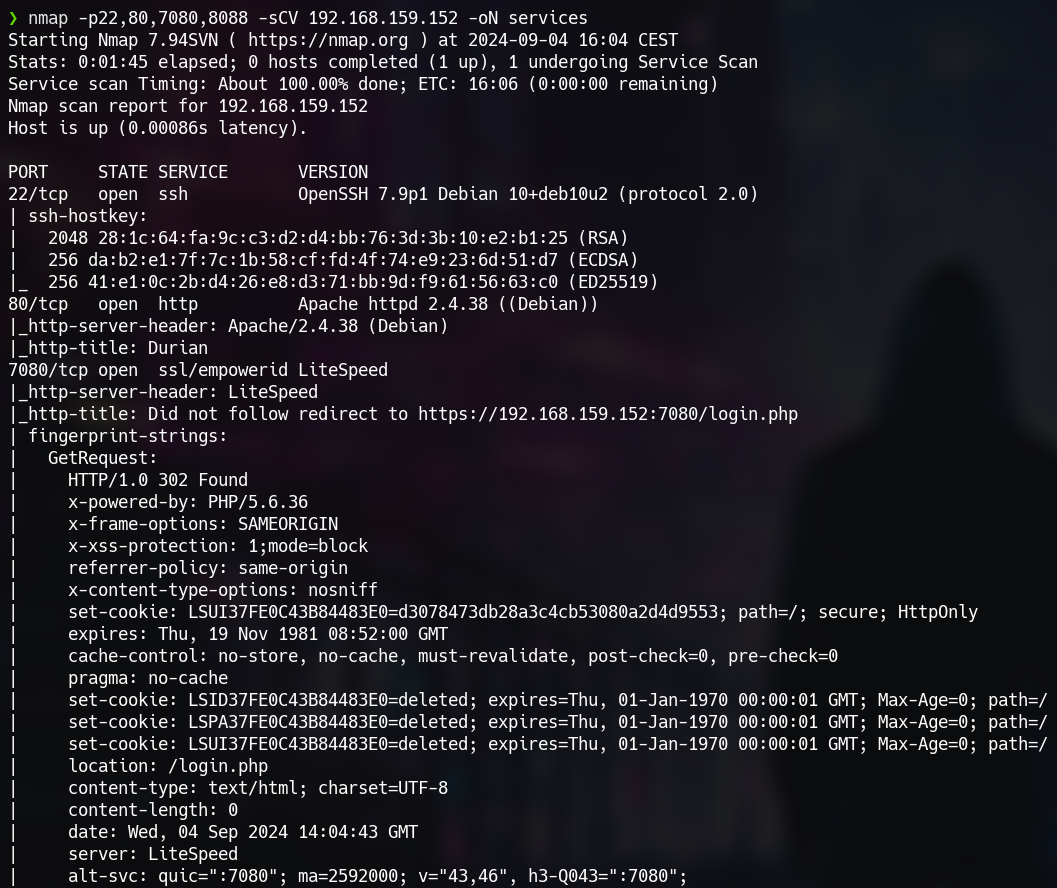 ❯ nmap -p22,80,7080,8088 -sCV 192.168.159.152 -oN services
Starting Nmap 7.94SVN ( https://nmap.org ) at 2024-09-04 16:04 CEST
Stats: 0:01:45 elapsed; 0 hosts completed (1 up), 1 undergoing Service Scan
Service scan Timing: About 100.00% done; ETC: 16:06 (0:00:00 remaining)
Nmap scan report for 192.168.159.152
Host is up (0.00086s latency).
PORT     STATE SERVICE       VERSION
22/tcp   open  ssh           OpenSSH 7.9p1 Debian 10+deb10u2 (protocol 2.0)
| ssh-hostkey:
|   2048 28:1c:64:fa:9c:c3:d2:d4:bb:76:3d:3b:10:e2:b1:25 (RSA)
|   256 da:b2:e1:7f:7c:1b:58:cf:fd:4f:74:e9:23:6d:51:d7 (ECDSA)
|_  256 41:e1:0c:2b:d4:26:e8:d3:71:bb:9d:f9:61:56:63:c0 (ED25519)
80/tcp   open  http          Apache httpd 2.4.38 ((Debian))
|_http-server-header: Apache/2.4.38 (Debian)
|_http-title: Durian
7080/tcp open  ssl/empowerid LiteSpeed
|_http-server-header: LiteSpeed
|_http-title: Did not follow redirect to https://192.168.159.152:7080/login.php
| fingerprint-strings:
|   GetRequest:
|     HTTP/1.0 302 Found
|     x-powered-by: PHP/5.6.36
|     x-frame-options: SAMEORIGIN
|     x-xss-protection: 1;mode=block
|     referrer-policy: same-origin
|     x-content-type-options: nosniff
|     set-cookie: LSUI37FE0C43B84483E0=d3078473db28a3c4cb53080a2d4d9553; path=/; secure; HttpOnly
|     expires: Thu, 19 Nov 1981 08:52:00 GMT
|     cache-control: no-store, no-cache, must-revalidate, post-check=0, pre-check=0
|     pragma: no-cache
|     set-cookie: LSID37FE0C43B84483E0=deleted; expires=Thu, 01-Jan-1970 00:00:01 GMT; Max-Age=0; path=/
|     set-cookie: LSPA37FE0C43B84483E0=deleted; expires=Thu, 01-Jan-1970 00:00:01 GMT; Max-Age=0; path=/
|     set-cookie: LSUI37FE0C43B84483E0=deleted; expires=Thu, 01-Jan-1970 00:00:01 GMT; Max-Age=0; path=/
|     location: /login.php
|     content-type: text/html; charset=UTF-8
|     content-length: 0
|     date: Wed, 04 Sep 2024 14:04:43 GMT
|     server: LiteSpeed
|     alt-svc: quic=":7080"; ma=2592000; v="43,46", h3-Q043=":7080";